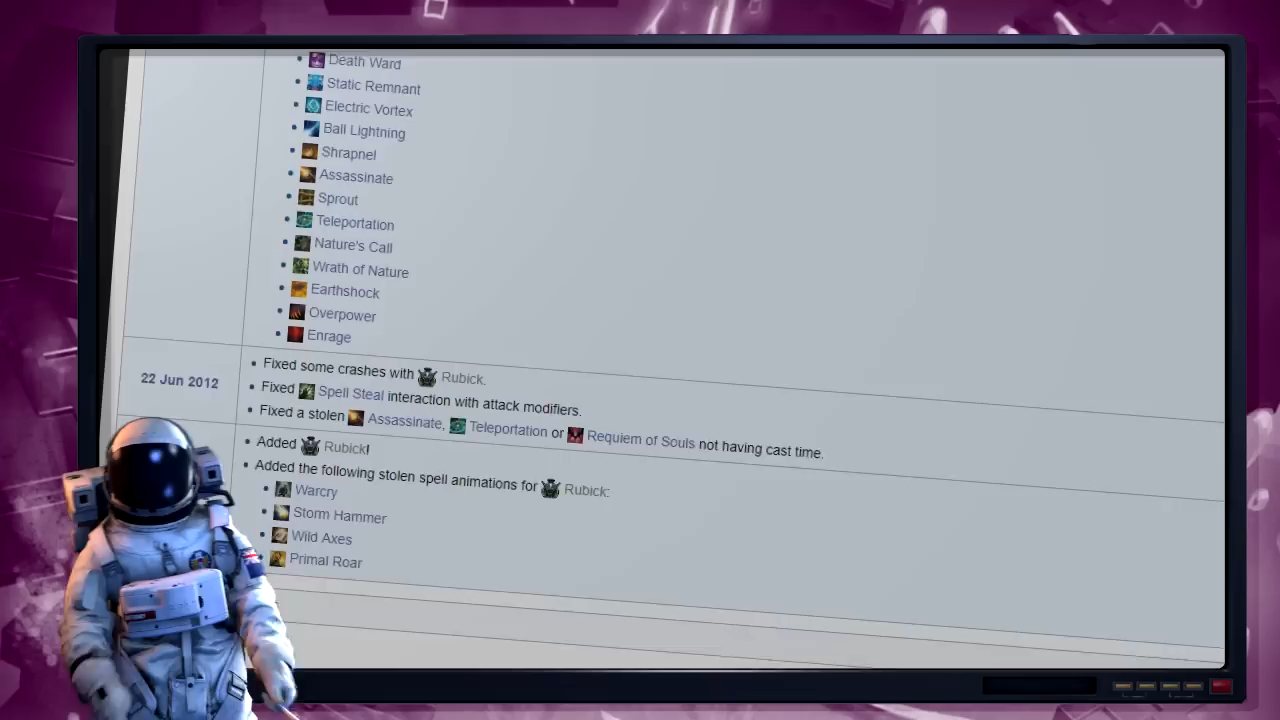 Death Ward
Static Remnant
Electric Vortex
Ball Lightning
Shrapnel
Assassinate
Sprout
Teleportation
Nature's Call
Wrath of Nature
Earthshock
Overpower
Enrage
22 Jun 2012
Fixed some crashes with Rubick.
Fixed Spell Steal interaction with attack modifiers.
Fixed a stolen Assassinate, Teleportation or Requiem of Souls not having cast time.
Added Rubick!
Added the following stolen spell animations for Rubick:
Warcry
Storm Hammer
Wild Axes
Primal Roar